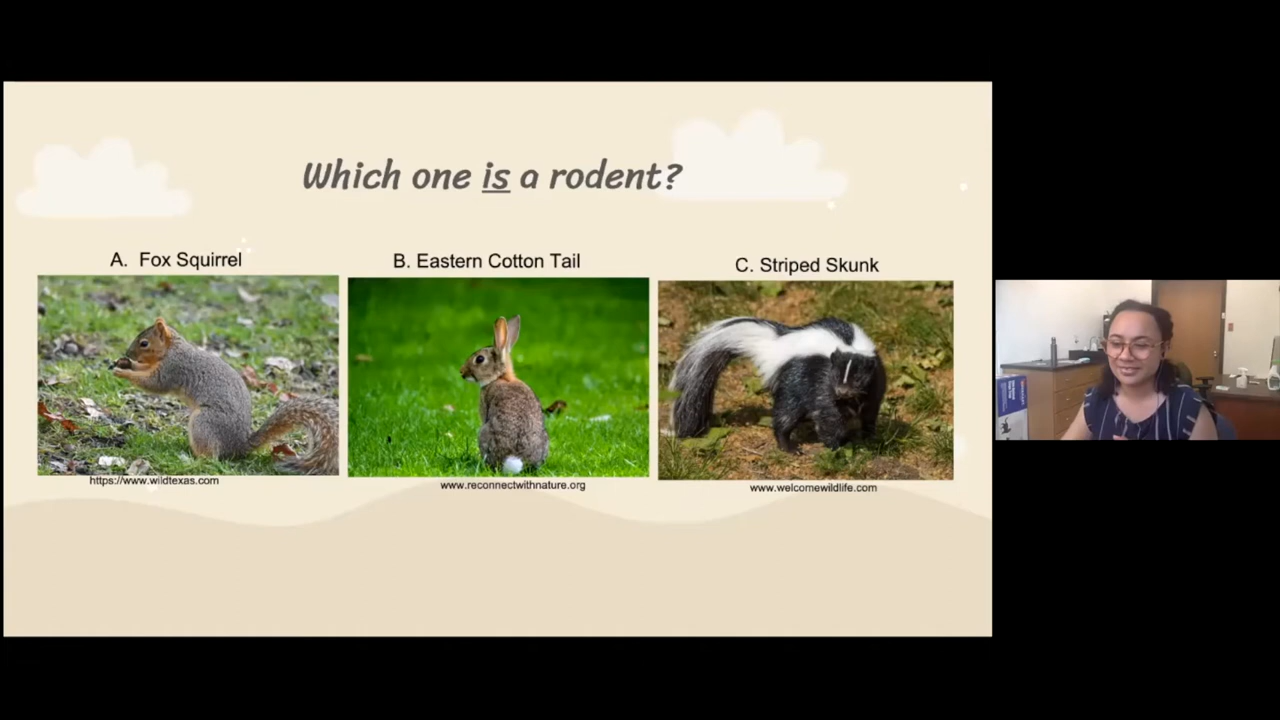 Which one is a rodent?
A. Fox Squirrel
B. Eastern Cotton Tail
C. Striped Skunk
https://www.wildtexas.com
www.reconnectwithnature.org
www.welcomewildlife.com